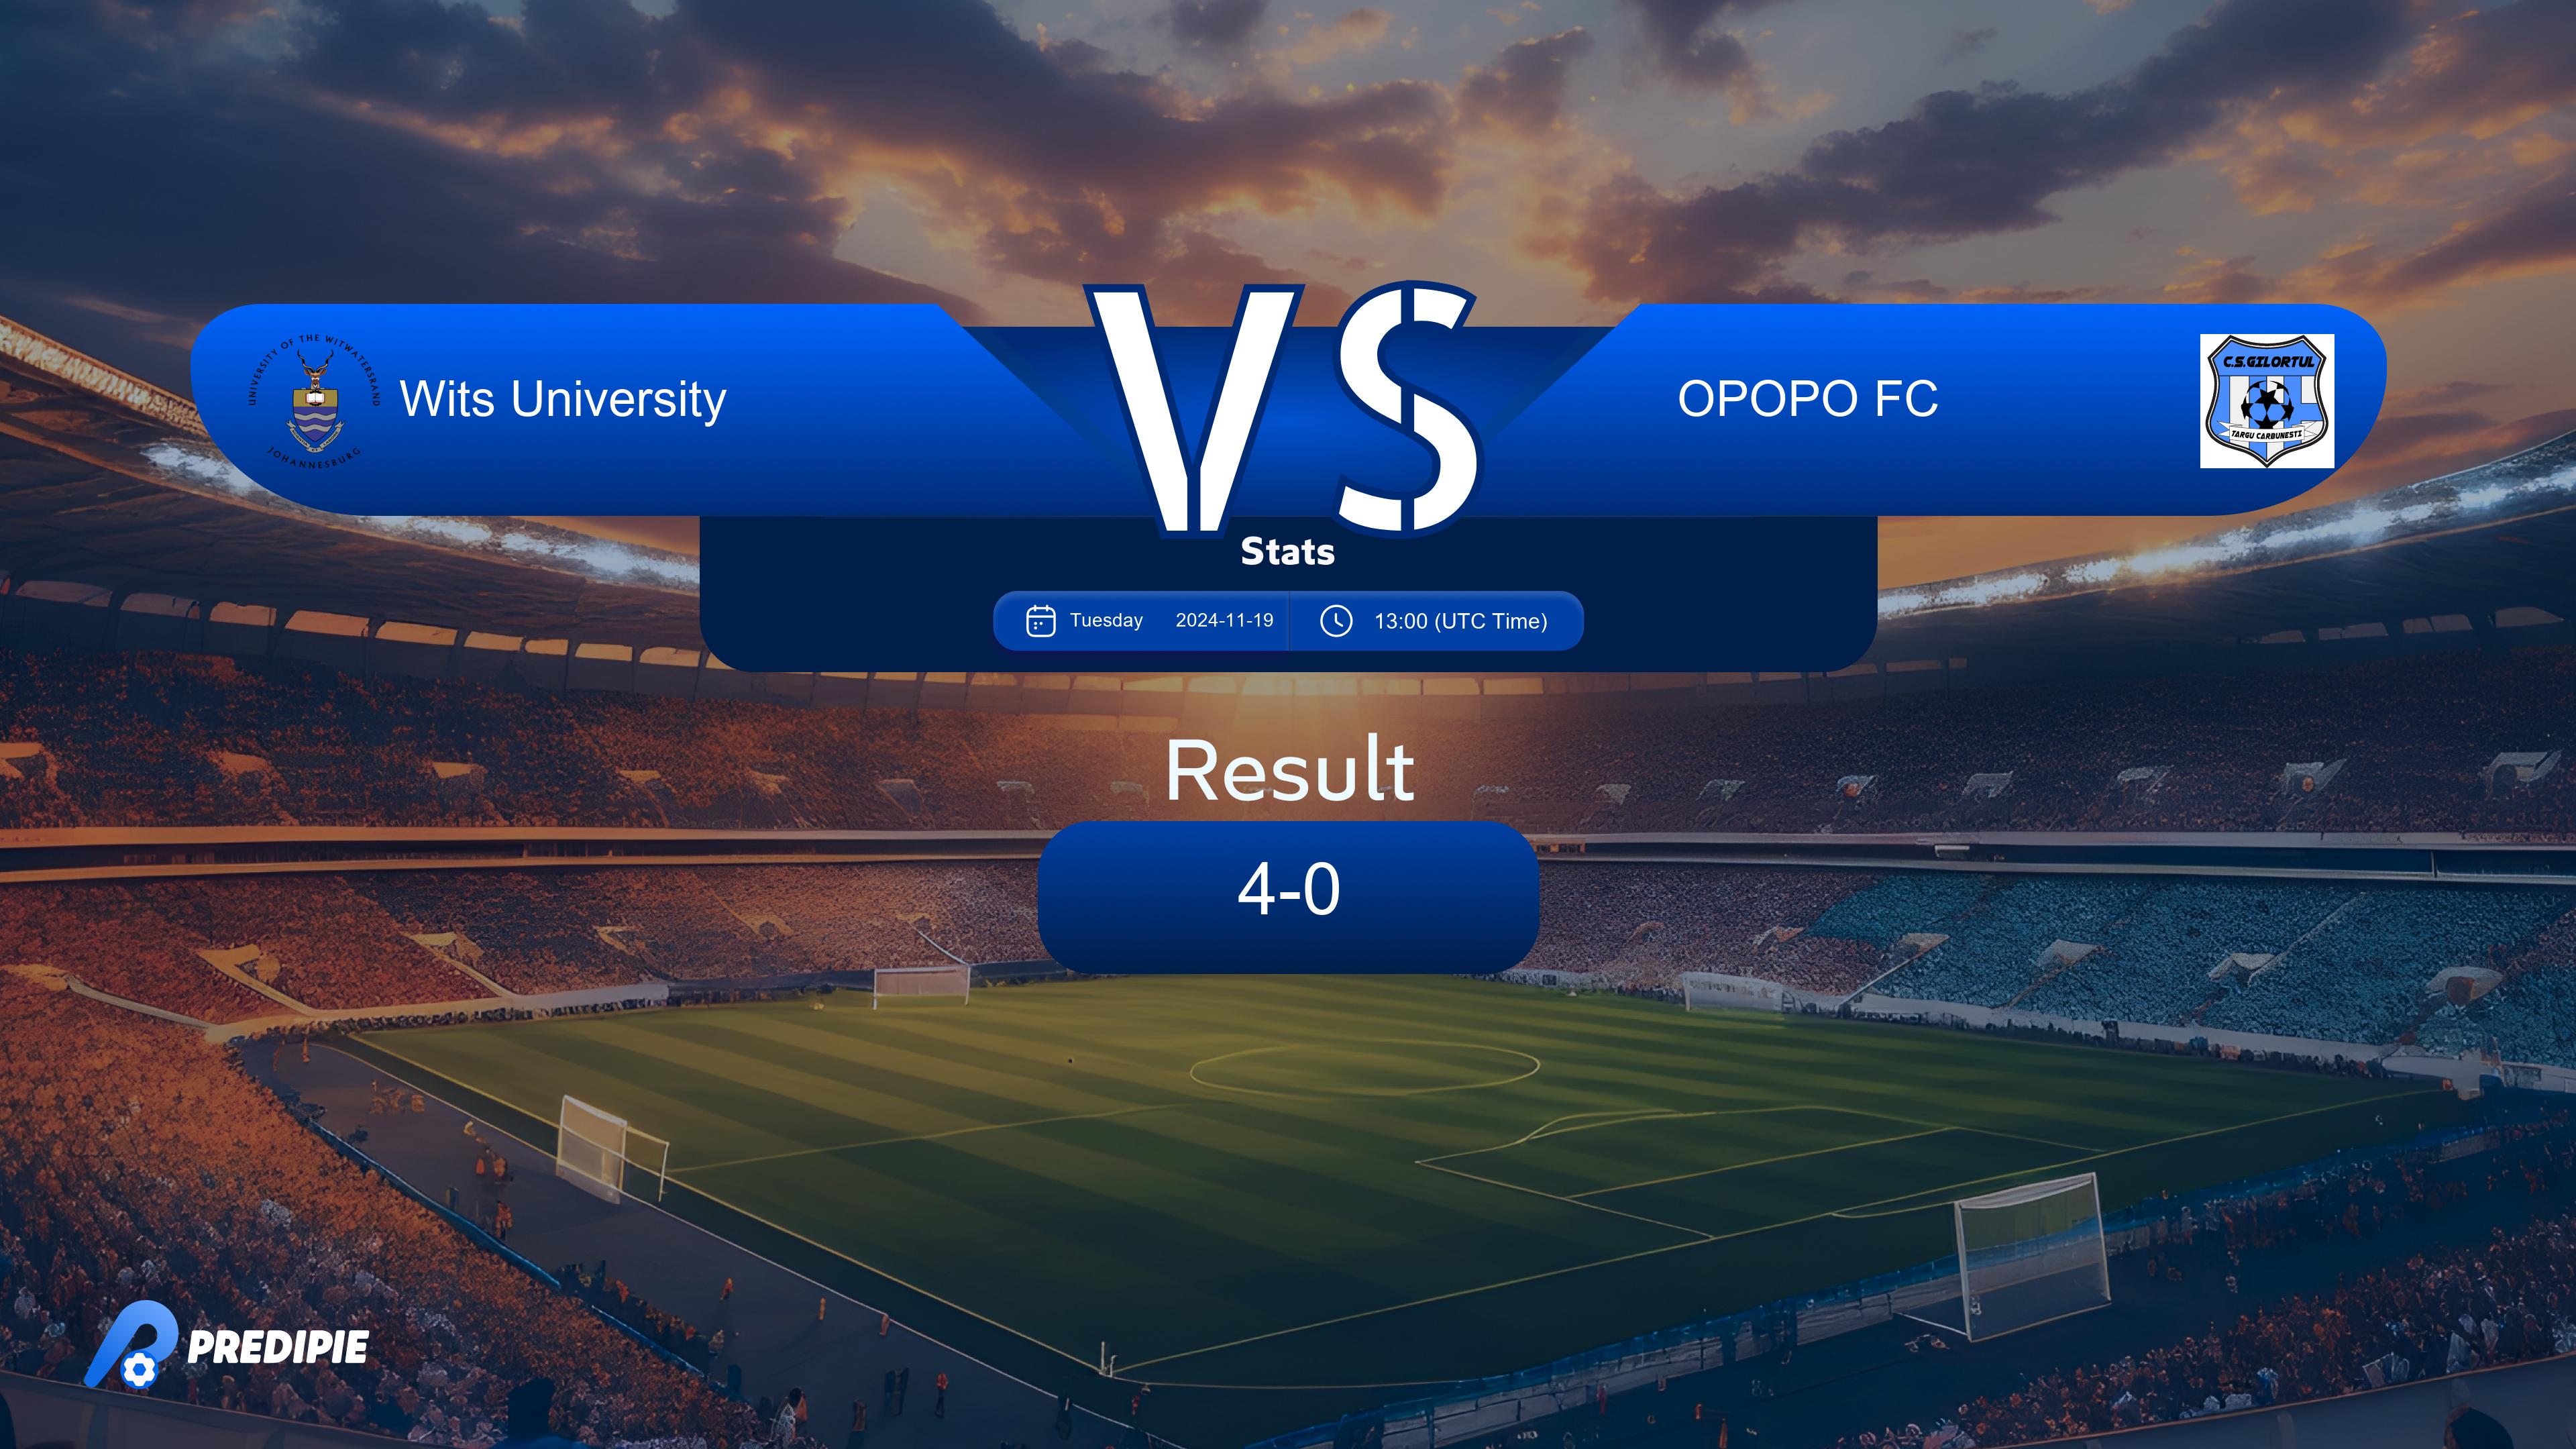 UNIVERSITY OF THE WITWATERSRAND
JOHANNESBURG
Wits University
VS
OPOPO FC
C.S.GILORTUL
TARGU CARBUNESTI
Stats
Tuesday 2024-11-19 13:00 (UTC Time)
Result
4-0
PREDIPIE